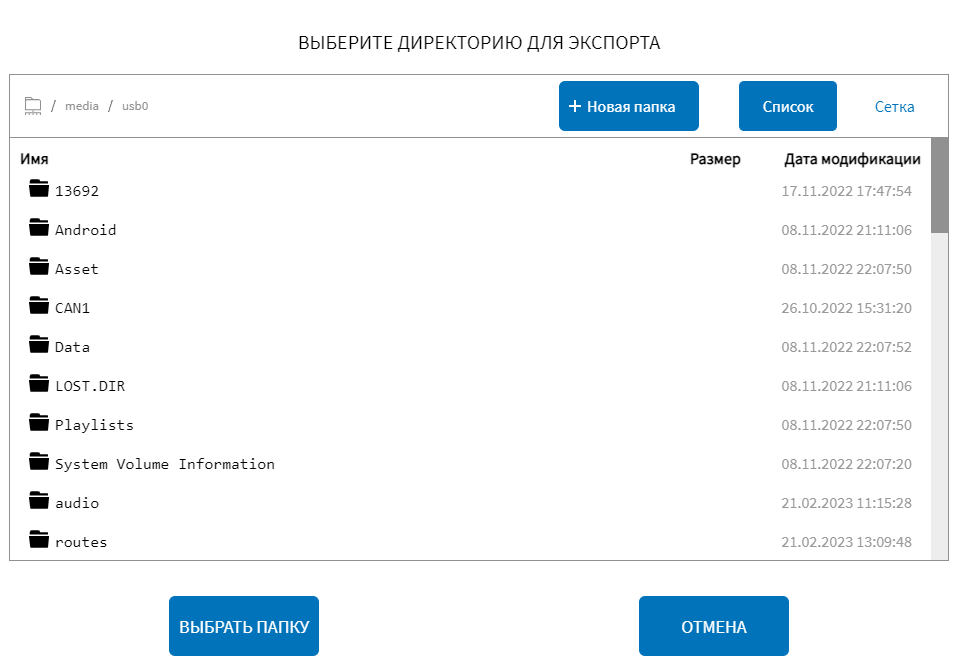 ВЫБЕРИТЕ ДИРЕКТОРИЮ ДЛЯ ЭКСПОРТА
/ media / usb0 + Новая папка Список Сетка
Имя Размер Дата модификации
13692 17.11.2022 17:47:54
Android 08.11.2022 21:11:06
Asset 08.11.2022 22:07:50
CAN1 26.10.2022 15:31:20
Data 08.11.2022 22:07:52
LOST.DIR 08.11.2022 21:11:06
Playlists 08.11.2022 22:07:50
System Volume Information 08.11.2022 22:07:20
audio 21.02.2023 11:15:28
routes 21.02.2023 13:09:48
ВЫБРАТЬ ПАПКУ ОТМЕНА